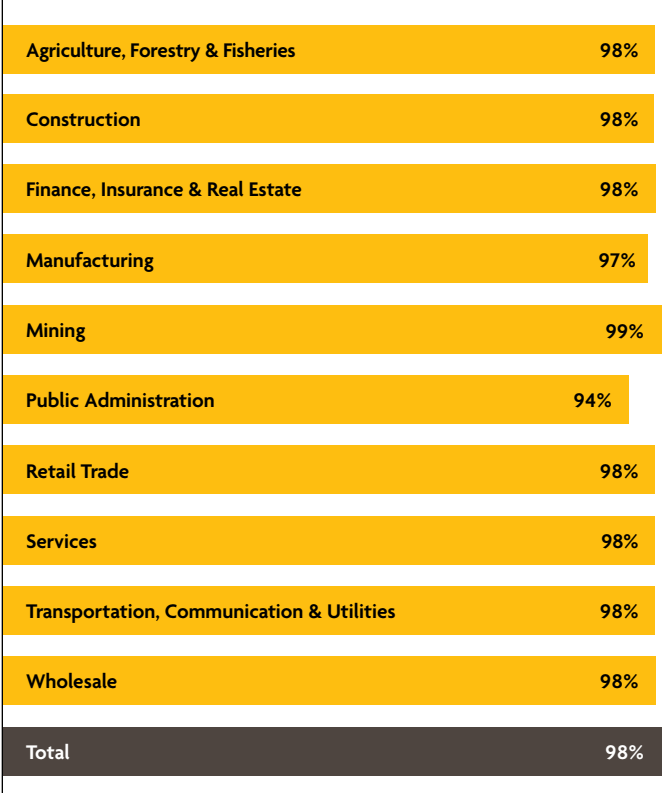 Agriculture, Forestry & Fisheries 98%
Construction 98%
Finance, Insurance & Real Estate 98%
Manufacturing 97%
Mining 99%
Public Administration 94%
Retail Trade 98%
Services 98%
Transportation, Communication & Utilities 98%
Wholesale 98%
Total 98%